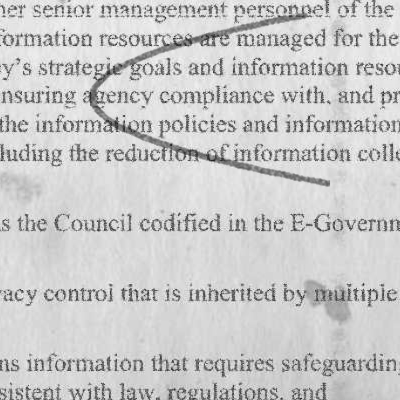 her senior management personnel of the
formation resources are managed for the
y's strategic goals and information resou
nsuring agency compliance with, and pr
the information policies and information
luding the reduction of information colle
s the Council codified in the E-Governm
acy control that is inherited by multiple
ns information that requires safeguarding
sistent with law, regulations, and